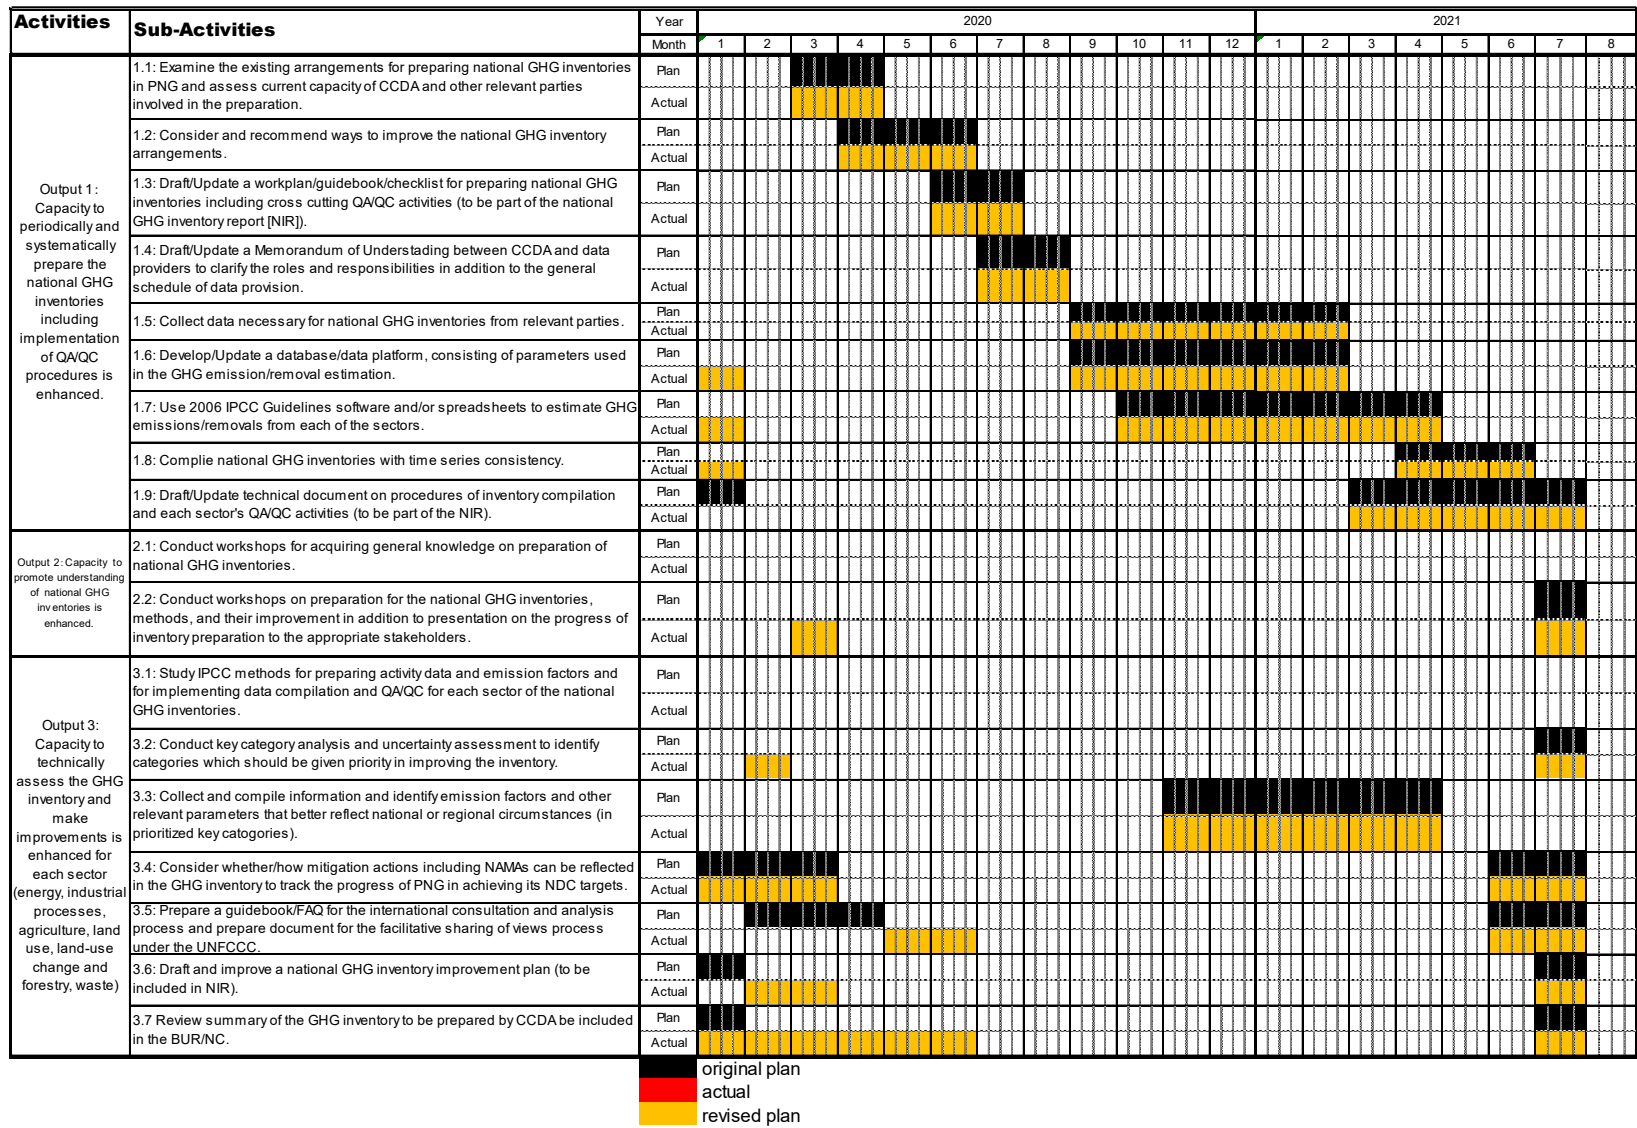 Activities
Sub-Activities
Year
2020
2021
Month
1 2 3 4 5 6 7 8 9 10 11 12 1 2 3 4 5 6 7 8
Output 1:
Capacity to
periodically and
systematically
prepare the
national GHG
inventories
including
implementation
of QA/QC
procedures is
enhanced.
1.1: Examine the existing arrangements for preparing national GHG inventories
in PNG and assess current capacity of CCDA and other relevant parties
involved in the preparation.
Plan
Actual
1.2: Consider and recommend ways to improve the national GHG inventory
arrangements.
Plan
Actual
1.3: Draft/Update a workplan/guidebook/checklist for preparing national GHG
inventories including cross cutting QA/QC activities (to be part of the national
GHG inventory report [NIR]).
Plan
Actual
1.4: Draft/Update a Memorandum of Understading between CCDA and data
providers to clarify the roles and responsibilities in addition to the general
schedule of data provision.
Plan
Actual
1.5: Collect data necessary for national GHG inventories from relevant parties.
Plan
Actual
1.6: Develop/Update a database/data platform, consisting of parameters used
in the GHG emission/removal estimation.
Plan
Actual
1.7: Use 2006 IPCC Guidelines software and/or spreadsheets to estimate GHG
emissions/removals from each of the sectors.
Plan
Actual
1.8: Complie national GHG inventories with time series consistency.
Plan
Actual
1.9: Draft/Update technical document on procedures of inventory compilation
and each sector's QA/QC activities (to be part of the NIR).
Plan
Actual
Output 2: Capacity to
promote understanding
of national GHG
inventories is
enhanced.
2.1: Conduct workshops for acquiring general knowledge on preparation of
national GHG inventories.
Plan
Actual
2.2: Conduct workshops on preparation for the national GHG inventories,
methods, and their improvement in addition to presentation on the progress of
inventory preparation to the appropriate stakeholders.
Plan
Actual
Output 3:
Capacity to
technically
assess the GHG
inventory and
make
improvements is
enhanced for
each sector
(energy, industrial
processes,
agriculture, land
use, land-use
change and
forestry, waste)
3.1: Study IPCC methods for preparing activity data and emission factors and
for implementing data compilation and QA/QC for each sector of the national
GHG inventories.
Plan
Actual
3.2: Conduct key category analysis and uncertainty assessment to identify
categories which should be given priority in improving the inventory.
Plan
Actual
3.3: Collect and compile information and identify emission factors and other
relevant parameters that better reflect national or regional circumstances (in
prioritized key catogories).
Plan
Actual
3.4: Consider whether/how mitigation actions including NAMAs can be reflected
in the GHG inventory to track the progress of PNG in achieving its NDC targets.
Plan
Actual
3.5: Prepare a guidebook/FAQ for the international consultation and analysis
process and prepare document for the facilitative sharing of views process
under the UNFCCC.
Plan
Actual
3.6: Draft and improve a national GHG inventory improvement plan (to be
included in NIR).
Plan
Actual
3.7 Review summary of the GHG inventory to be prepared by CCDA be included
in the BUR/NC.
Plan
Actual
original plan
actual
revised plan